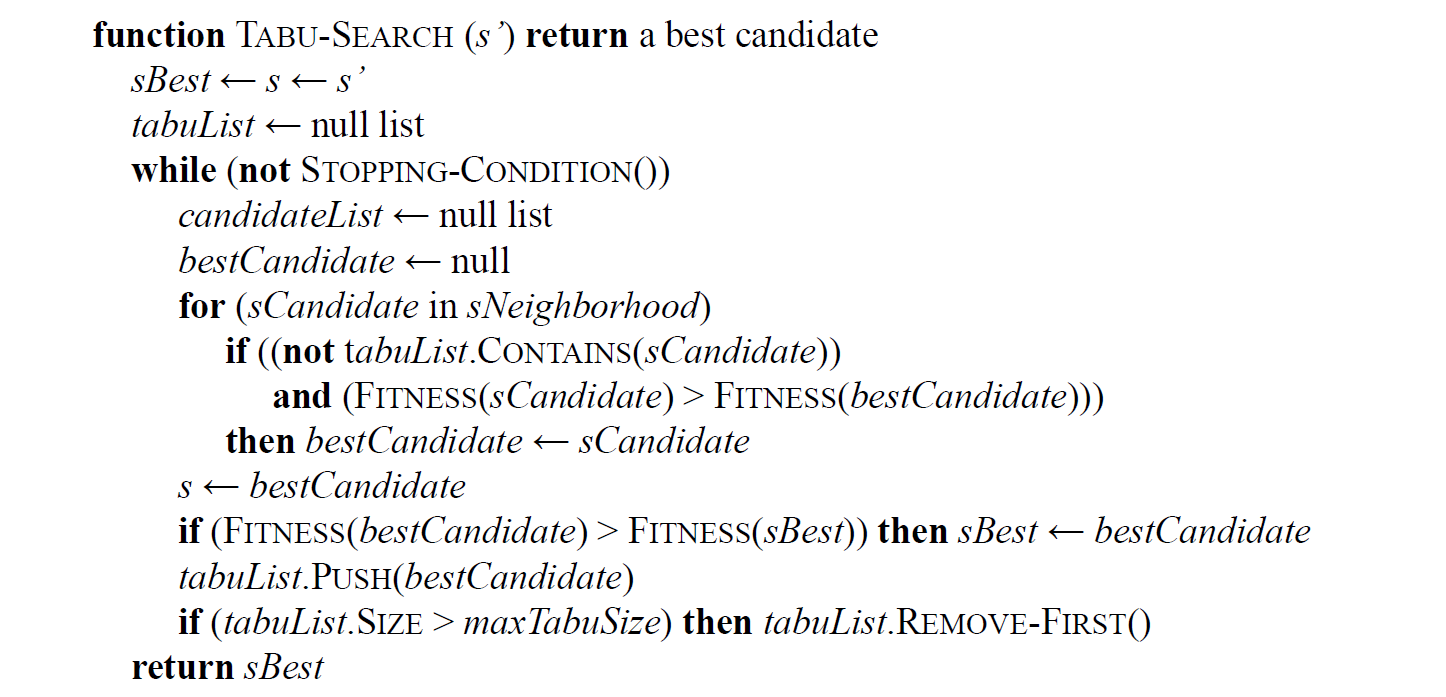 function TABU-SEARCH (s’) return a best candidate
sBest ← s ← s’
tabuList ← null list
while (not STOPPING-CONDITION())
candidateList ← null list
bestCandidate ← null
for (sCandidate in sNeighborhood)
if ((not tabuList.CONTAINS(sCandidate))
and (FITNESS(sCandidate) > FITNESS(bestCandidate)))
then bestCandidate ← sCandidate
s ← bestCandidate
if (FITNESS(bestCandidate) > FITNESS(sBest)) then sBest ← bestCandidate
tabuList.PUSH(bestCandidate)
if (tabuList.SIZE > maxTabuSize) then tabuList.REMOVE-FIRST()
return sBest